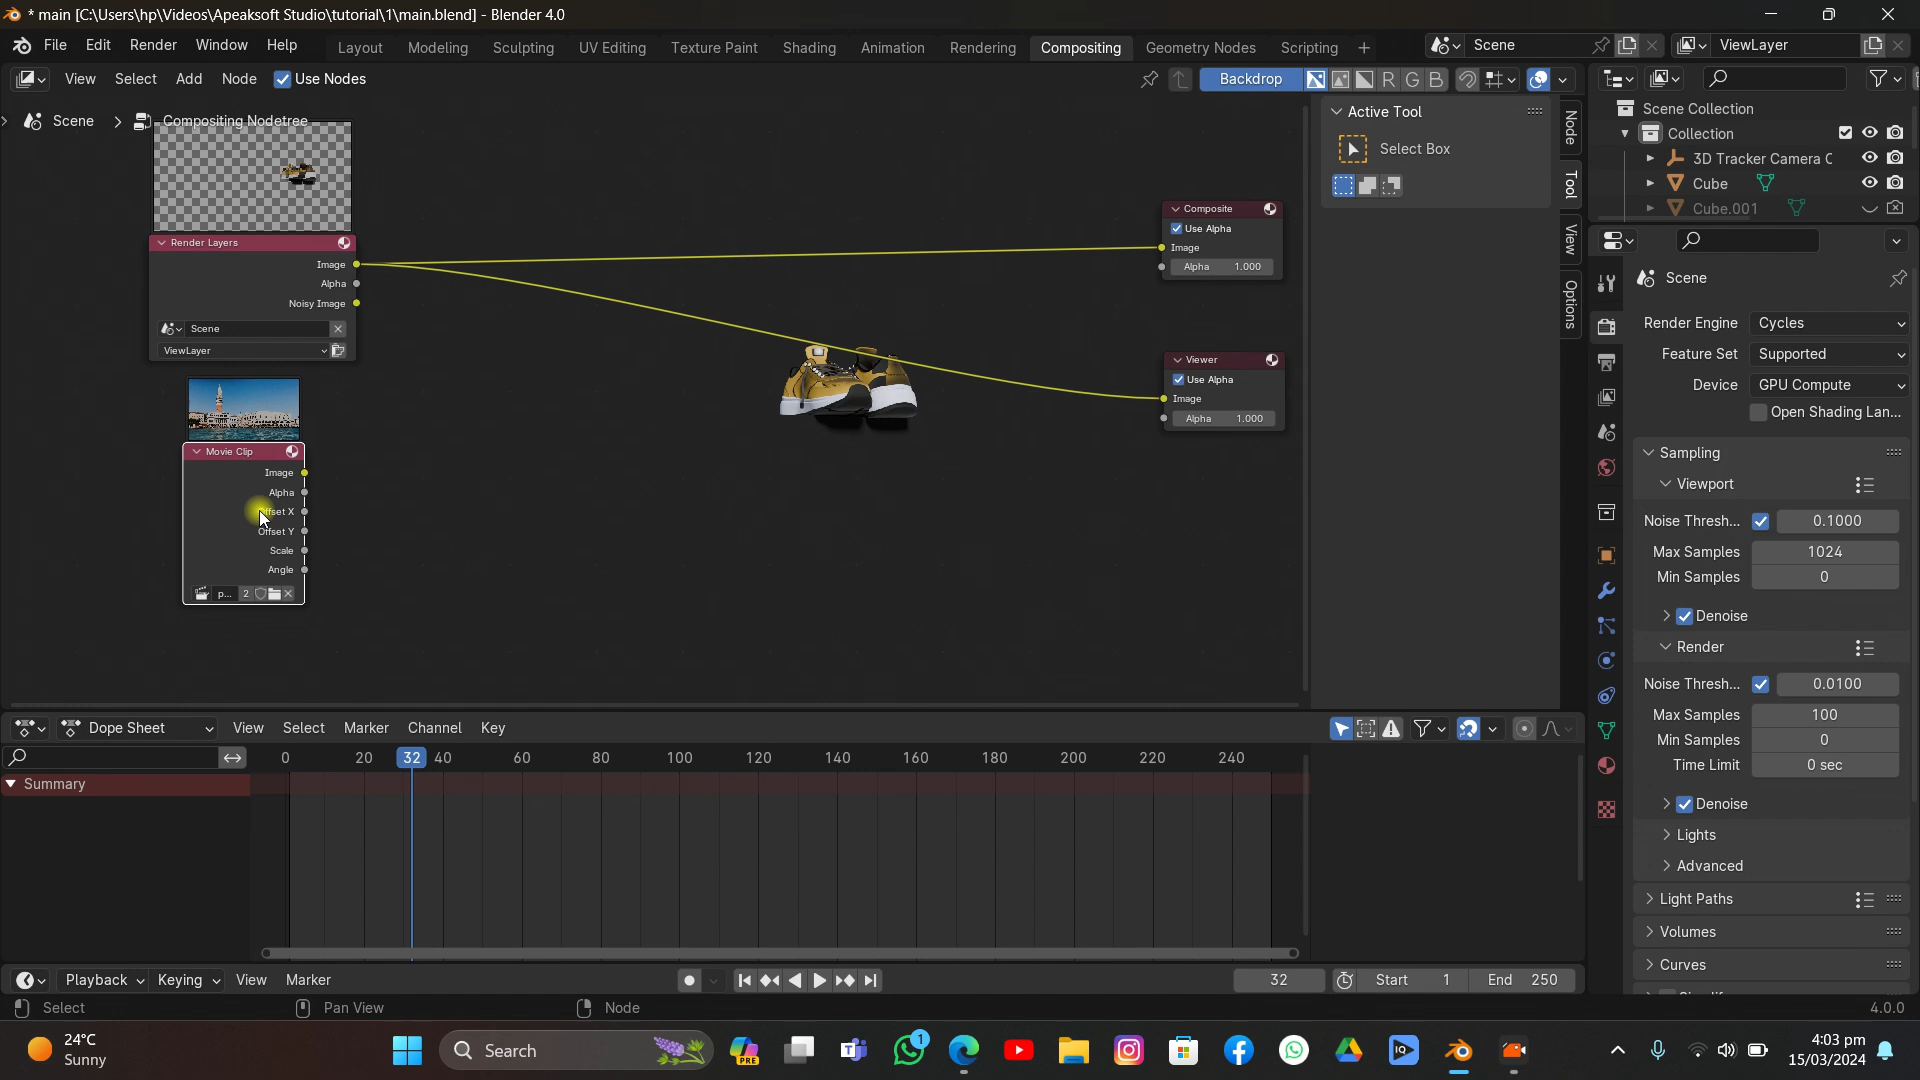 * main [C:\Users\hp\Videos\Apeaksoft Studio\tutorial\1\main.blend] - Blender 4.0
File Edit Render Window Help
Layout Modeling Sculpting UV Editing Texture Paint Shading Animation Rendering Compositing Geometry Nodes Scripting +
Scene
ViewLayer
View Select Add Node Use Nodes
Backdrop R G B
Scene > Compositing Nodetree
Render Layers
Image
Alpha
Noisy Image
Scene
ViewLayer
Movie Clip
Image
Alpha
Offset Y
Scale
Angle
p... 2
Composite
Use Alpha
Image
Alpha 1.000
Viewer
Use Alpha
Image
Alpha 1.000
Active Tool
Select Box
Node
Tool
View
Options
Scene Collection
Collection
3D Tracker Camera C
Cube
Cube.001
Scene
Render Engine Cycles
Feature Set Supported
Device GPU Compute
Open Shading Lan...
Sampling
Viewport
Noise Thresh... 0.1000
Max Samples 1024
Min Samples 0
Denoise
Render
Noise Thresh... 0.0100
Max Samples 100
Min Samples 0
Time Limit 0 sec
Denoise
Lights
Advanced
Light Paths
Volumes
Curves
Dope Sheet View Select Marker Channel Key
0 20 32 40 60 80 100 120 140 160 180 200 220 240
Summary
Playback Keying View Marker
32 Start 1 End 250
Select Pan View Node 4.0.0
24°C
Sunny
Search
PRE
1
IQ
4:03 pm
15/03/2024